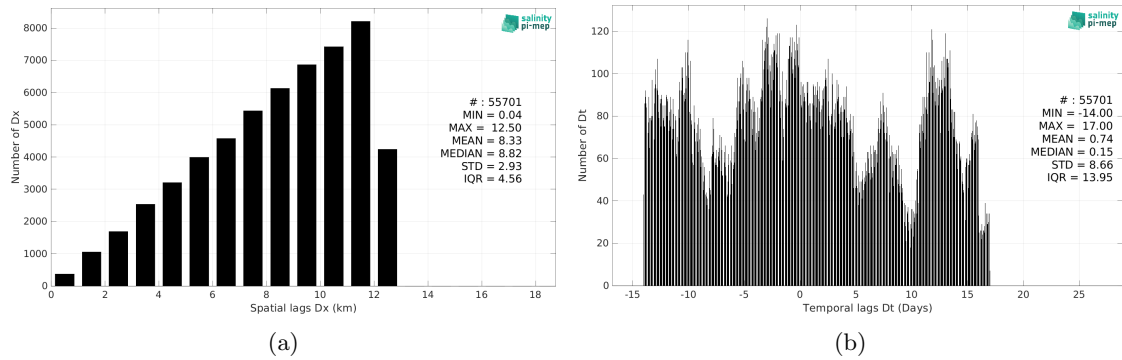 salinity
pi-mep
8000
7000
6000
5000
4000
3000
2000
1000
0
Number of Dx
# : 55701
MIN = 0.04
MAX = 12.50
MEAN = 8.33
MEDIAN = 8.82
STD = 2.93
IQR = 4.56
0 2 4 6 8 10 12 14 16 18
Spatial lags Dx (km)
(a)
salinity
pi-mep
120
100
80
60
40
20
0
Number of Dt
# : 55701
MIN = -14.00
MAX = 17.00
MEAN = 0.74
MEDIAN = 0.15
STD = 8.66
IQR = 13.95
-15 -10 -5 0 5 10 15 20 25
Temporal lags Dt (Days)
(b)